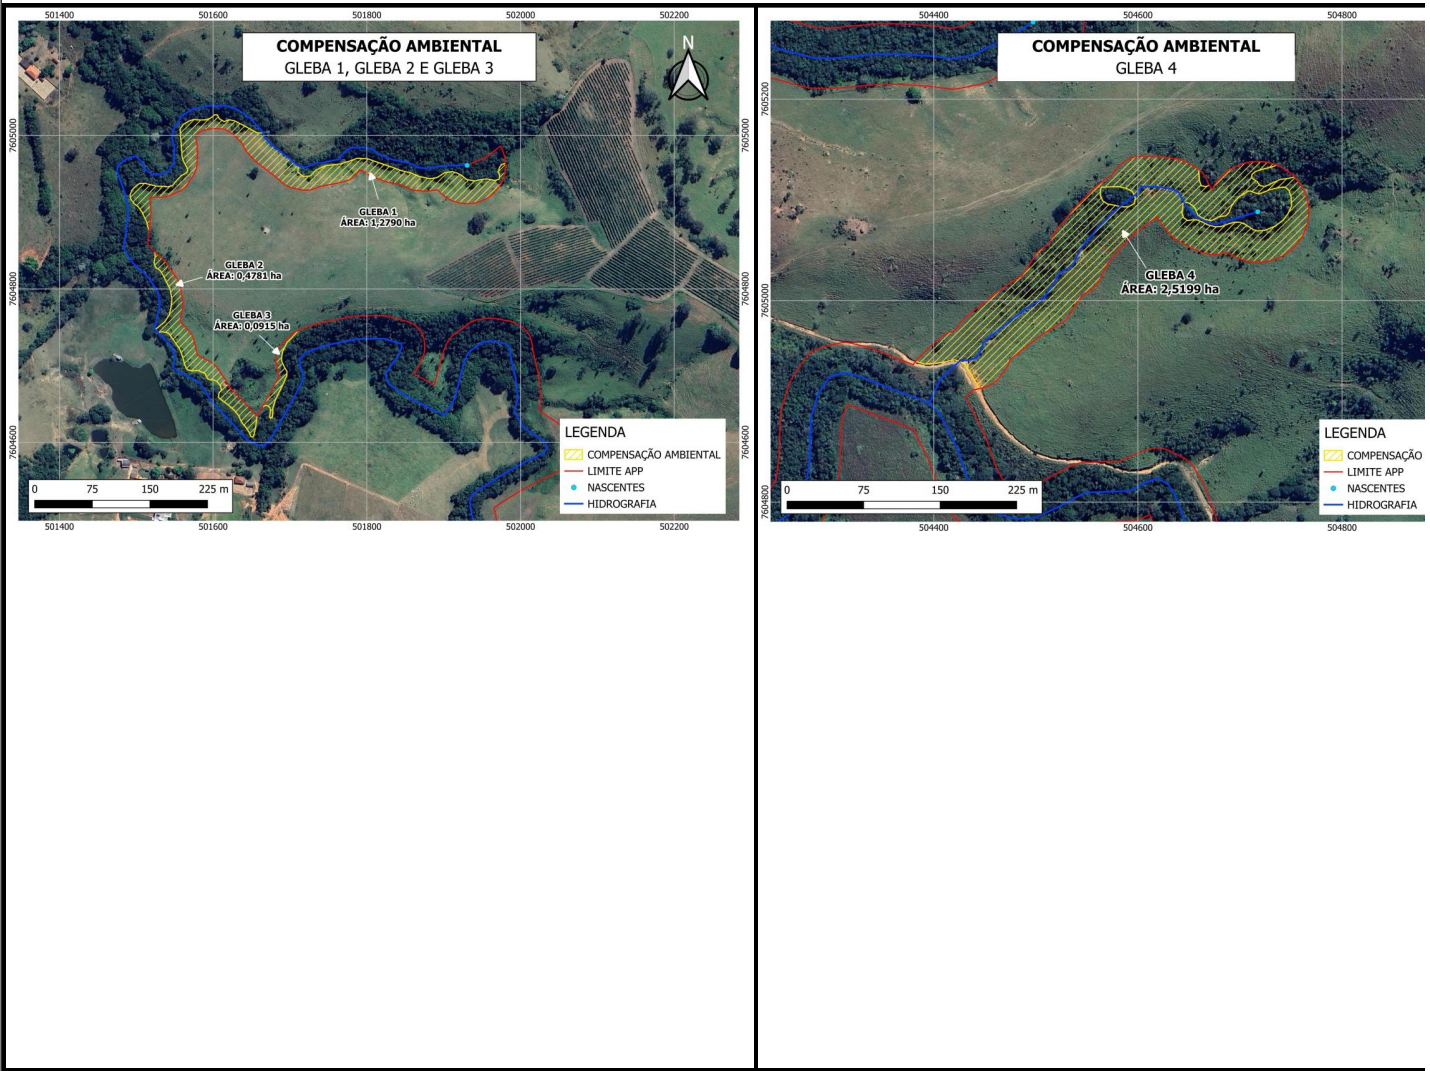 501400 501600 501800 502000 502200
COMPENSAÇÃO AMBIENTAL
GLEBA 1, GLEBA 2 E GLEBA 3
N
7605000
7605000
GLEBA 1
ÁREA: 1,2790 ha
GLEBA 2
ÁREA: 0,4781 ha
7604800
7604800
GLEBA 3
ÁREA: 0,0915 ha
7604600
7604600
LEGENDA
COMPENSAÇÃO AMBIENTAL
LIMITE APP
NASCENTES
HIDROGRAFIA
0 75 150 225 m
501400 501600 501800 502000 502200
504400 504600 504800
COMPENSAÇÃO AMBIENTAL
GLEBA 4
7605200
GLEBA 4
ÁREA: 2,5199 ha
7605000
LEGENDA
COMPENSAÇÃO
LIMITE APP
NASCENTES
HIDROGRAFIA
7604800
0 75 150 225 m
504400 504600 504800